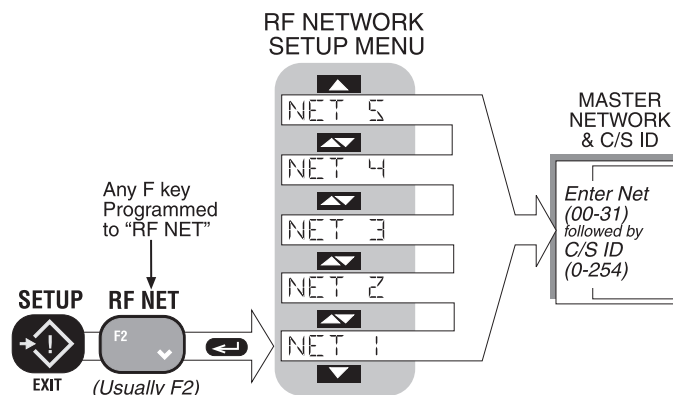 RF NETWORK
SETUP MENU
NET 5
NET 4
NET 3
NET 2
NET 1
MASTER
NETWORK
& C/S ID
Enter Net
(00-31)
followed by
C/S ID
(0-254)
Any F key
Programmed
to “RF NET”
SETUP
RF NET
!
F2
EXIT
(Usually F2)